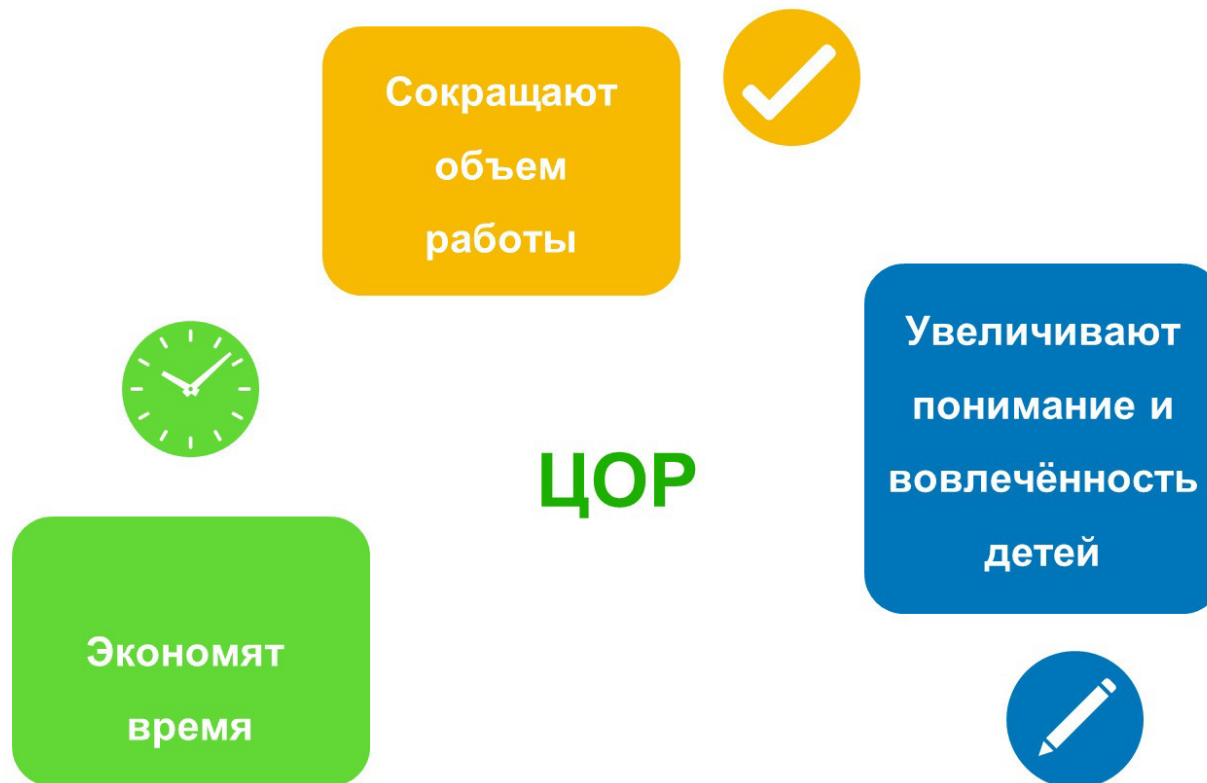 Сокращают
объем
работы
Увеличивают
понимание и
вовлечённость
детей
ЦОР
Экономят
время